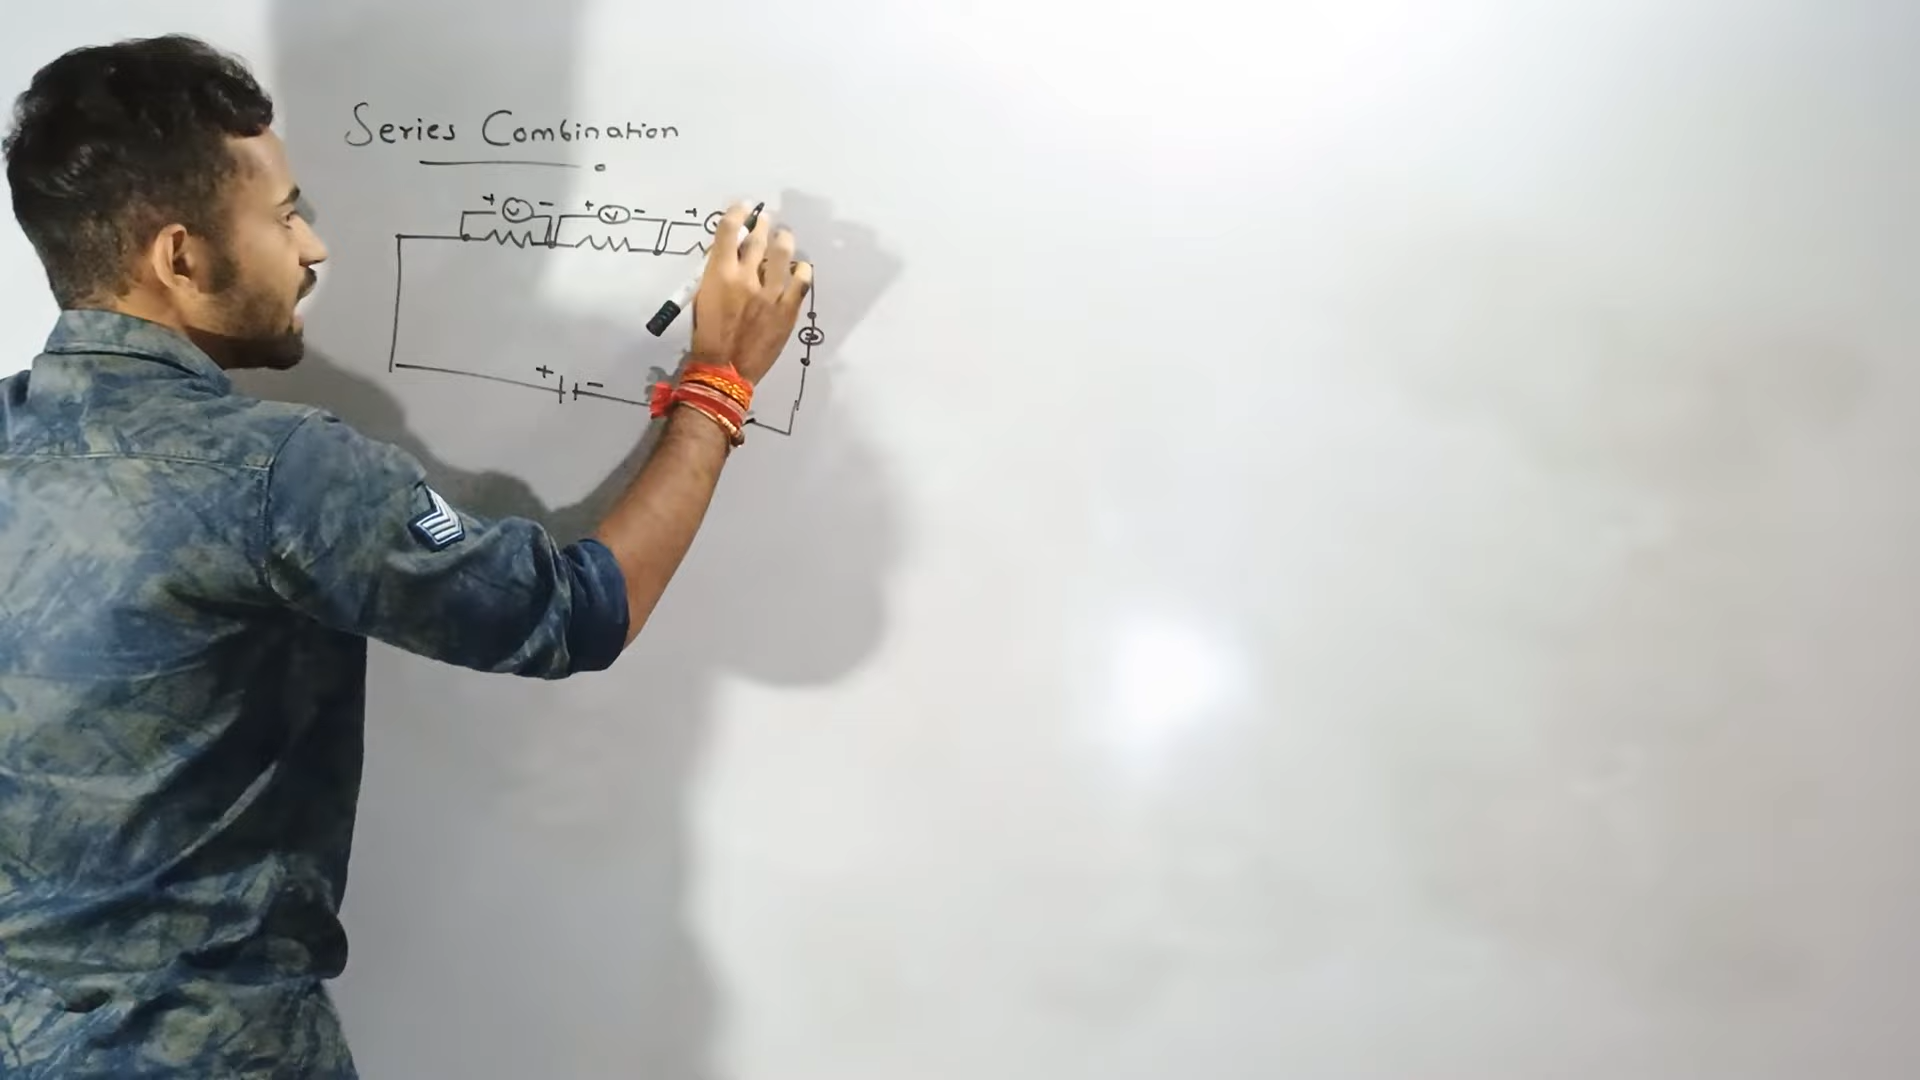 Series Combination
+ V - + V - +
+ -